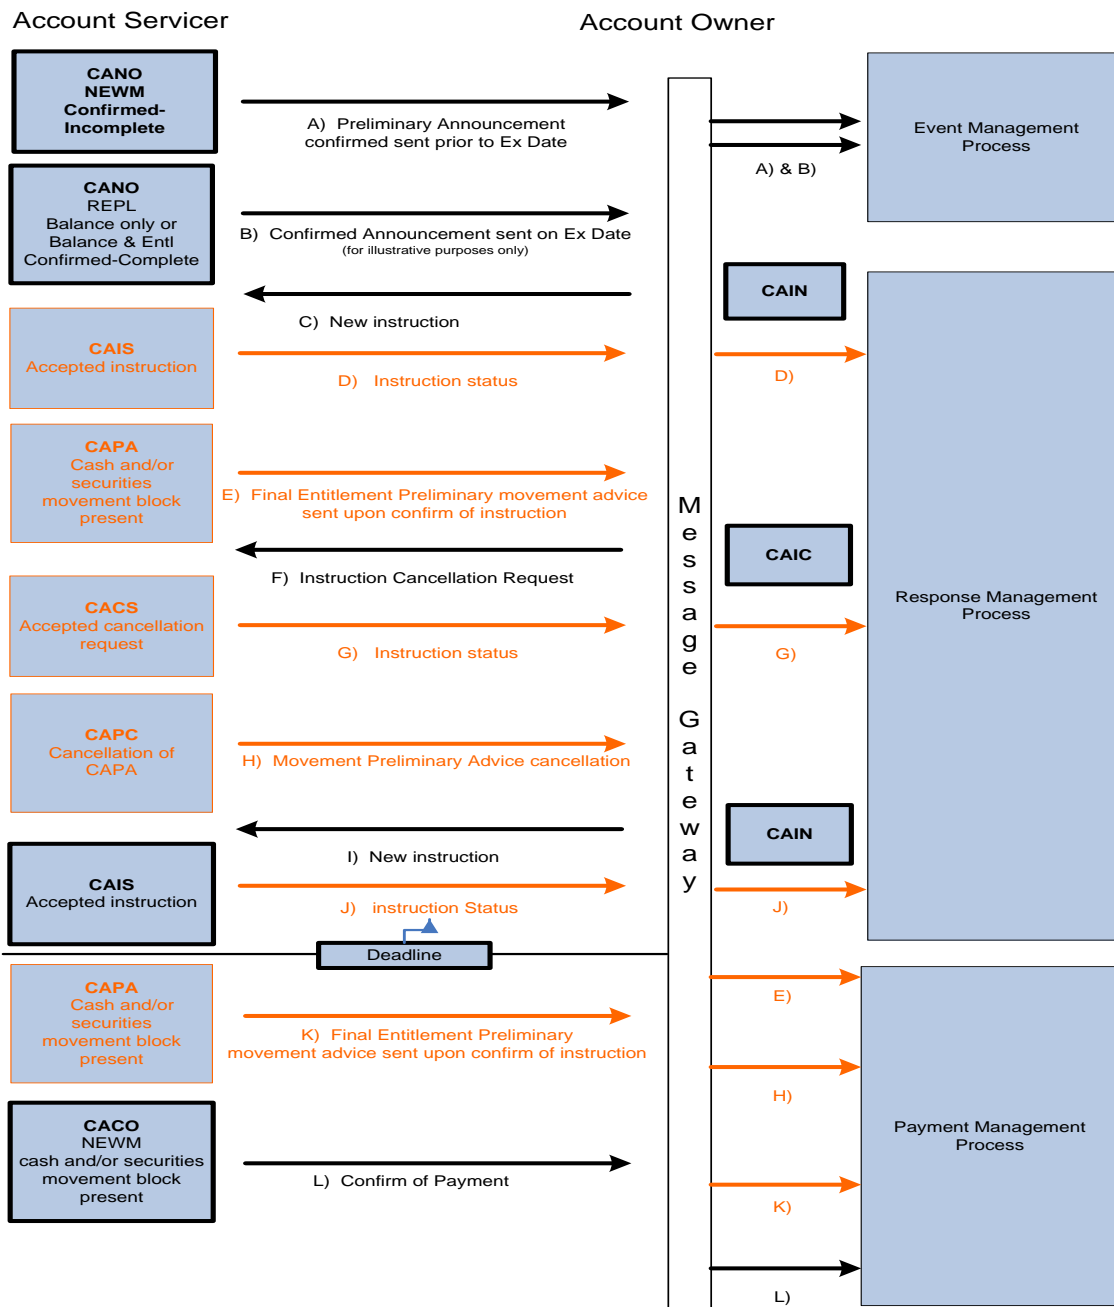 Account Servicer
Account Owner
CANO
NEWM
Confirmed-
Incomplete
A) Preliminary Announcement
confirmed sent prior to Ex Date
A) & B)
Event Management
Process
CANO
REPL
Balance only or
Balance & Entl
Confirmed-Complete
B) Confirmed Announcement sent on Ex Date
(for illustrative purposes only)
CAIN
C) New instruction
CAIS
Accepted instruction
D) Instruction status
D)
CAPA
Cash and/or
securities
movement block
present
E) Final Entitlement Preliminary movement advice
sent upon confirm of instruction
Message Gateway
CAIC
F) Instruction Cancellation Request
Response Management
Process
CACS
Accepted cancellation
request
G) Instruction status
G)
CAPC
Cancellation of
CAPA
H) Movement Preliminary Advice cancellation
CAIN
I) New instruction
CAIS
Accepted instruction
J) instruction Status
J)
Deadline
CAPA
Cash and/or
securities
movement block
present
K) Final Entitlement Preliminary
movement advice sent upon confirm of instruction
E)
H)
Payment Management
Process
CACO
NEWM
cash and/or securities
movement block
present
L) Confirm of Payment
K)
L)